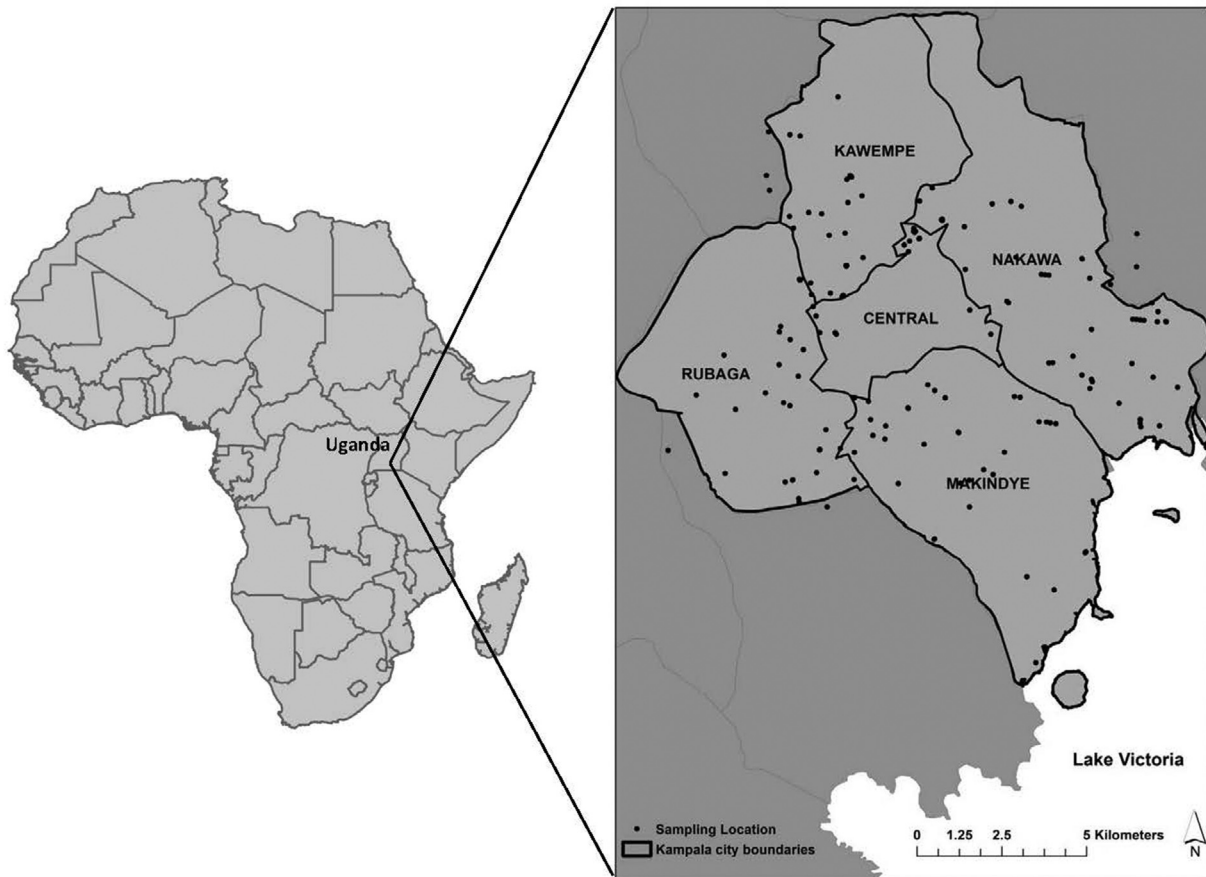 Uganda
KAWEMPE
NAKAWA
CENTRAL
RUBAGA
MAKINDYE
Lake Victoria
Sampling Location
Kampala city boundaries
0 1.25 2.5 5 Kilometers
N